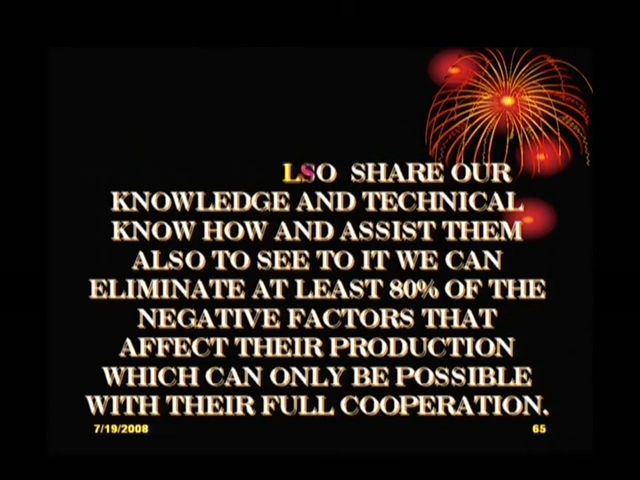 LSO SHARE OUR
KNOWLEDGE AND TECHNICAL
KNOW HOW AND ASSIST THEM
ALSO TO SEE TO IT WE CAN
ELIMINATE AT LEAST 80% OF THE
NEGATIVE FACTORS THAT
AFFECT THEIR PRODUCTION
WHICH CAN ONLY BE POSSIBLE
WITH THEIR FULL COOPERATION.
7/19/2008 65